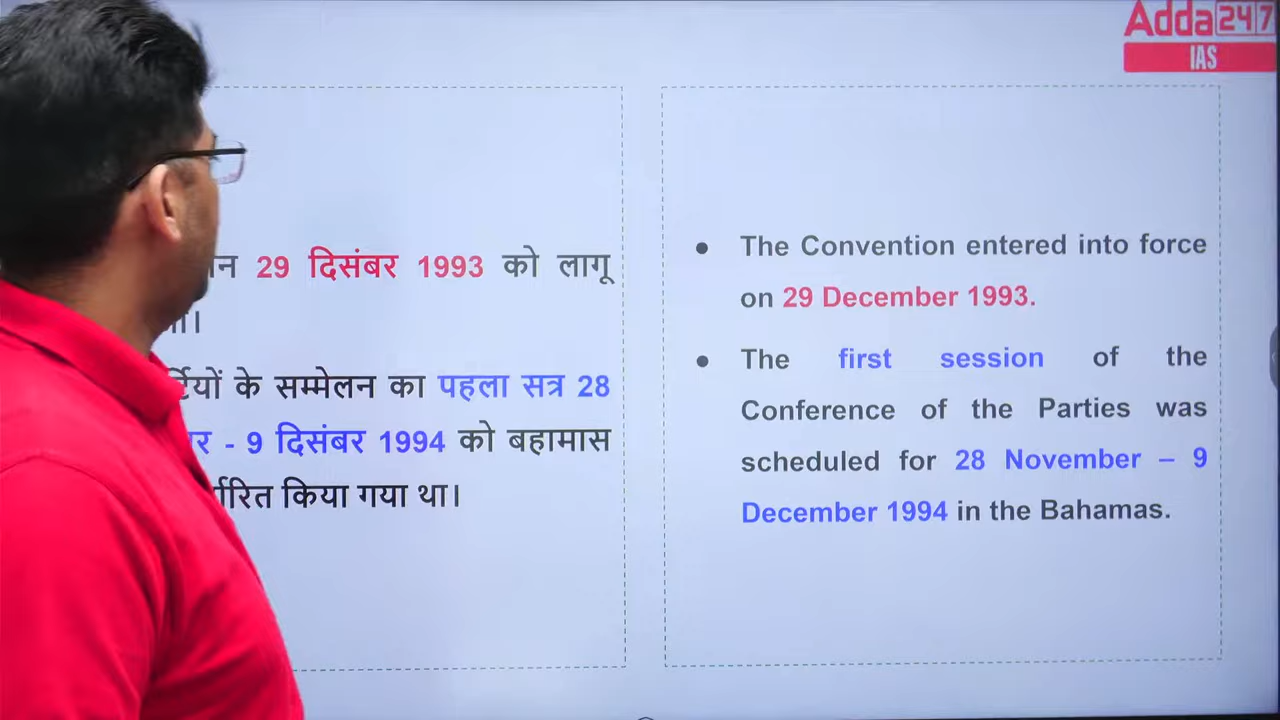 Adda247
IAS
29 दिसंबर 1993 को लागू
के सम्मेलन का पहला सत्र 28
- 9 दिसंबर 1994 को बहामास
किया गया था।
● The Convention entered into force
on 29 December 1993.
● The first session of the
Conference of the Parties was
scheduled for 28 November – 9
December 1994 in the Bahamas.